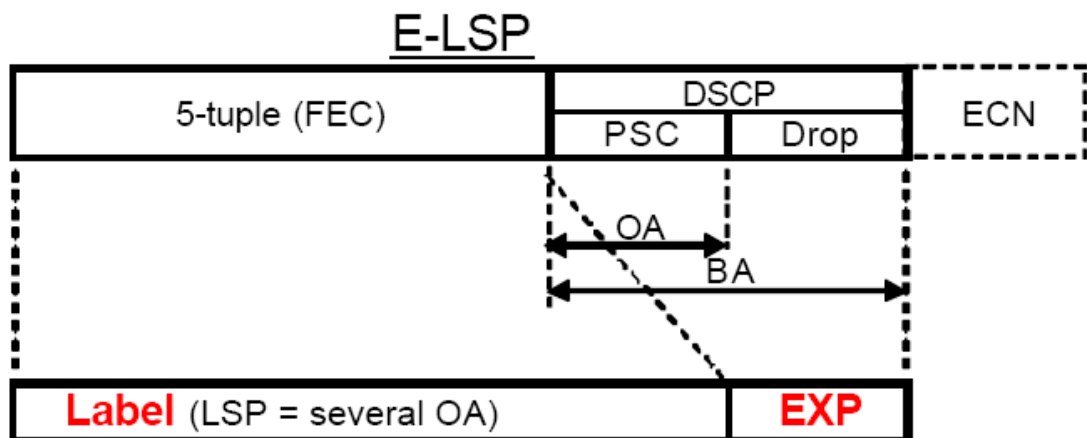 E-LSP
5-tuple (FEC)
DSCP
ECN
PSC
Drop
OA
BA
Label (LSP = several OA)
EXP